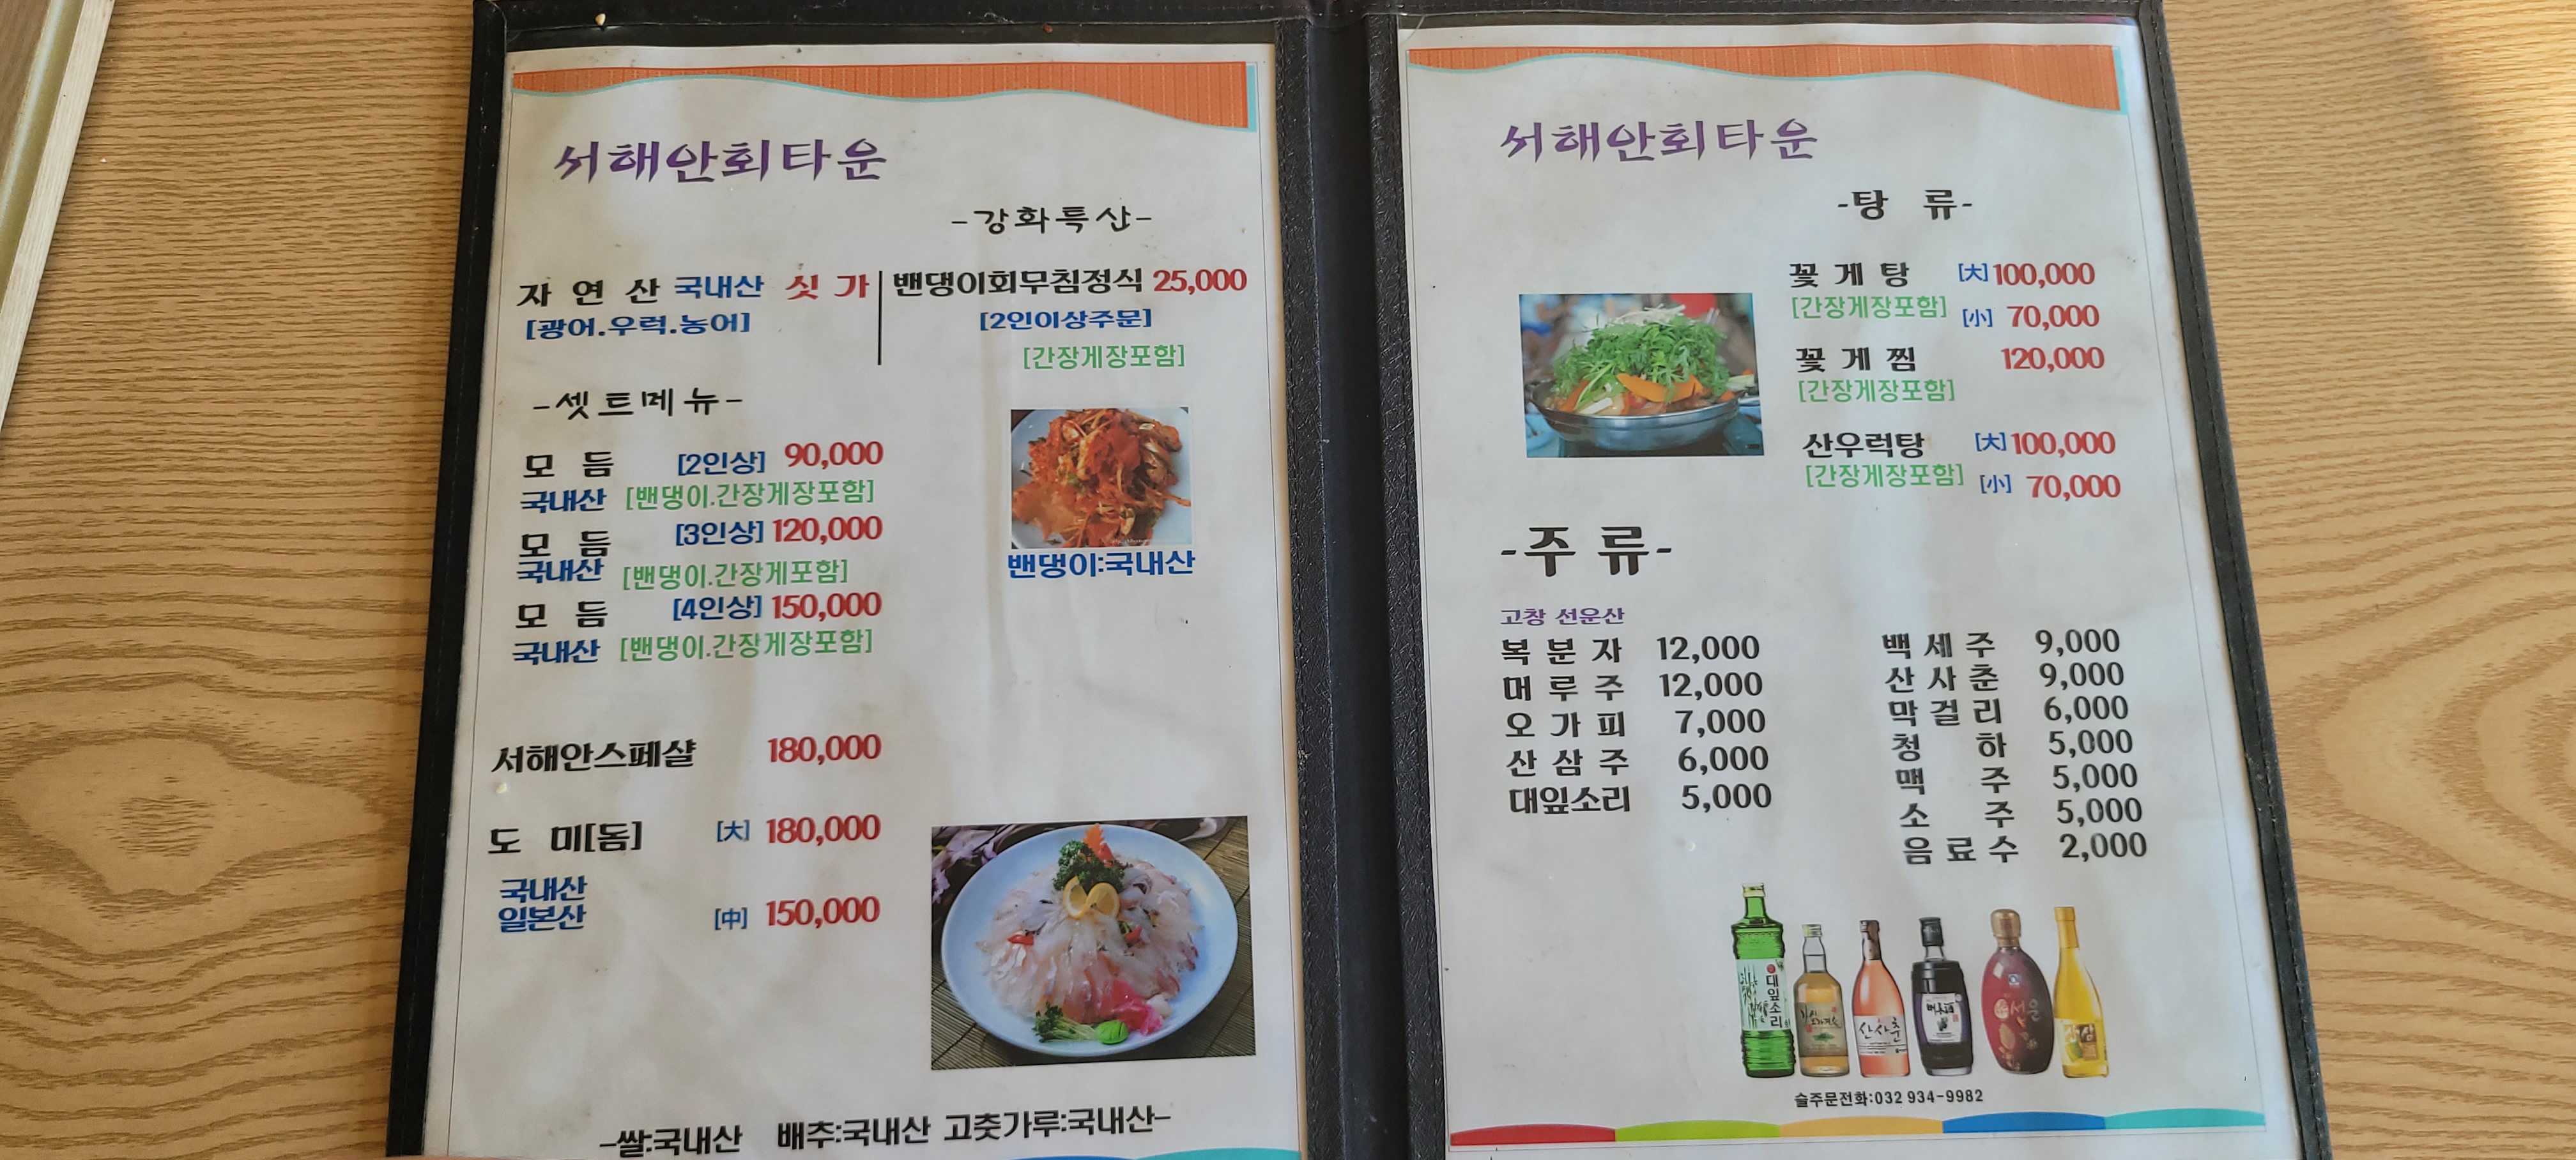 서해안회타운
-강화특산-
자 연 산 국내산 싯 가
[광어.우럭.농어]
밴댕이회무침정식 25,000
[2인이상주문]
[간장게장포함]
-셋트메뉴-
모 듬 [2인상] 90,000
국내산 [밴댕이.간장게장포함]
모 듬 [3인상] 120,000
국내산 [밴댕이.간장게포함]
모 듬 [4인상] 150,000
국내산 [밴댕이.간장게장포함]
밴댕이:국내산
서해안스페샬 180,000
도 미[돔] [大] 180,000
국내산
일본산 [中] 150,000
-쌀:국내산 배추:국내산 고춧가루:국내산-
서해안회타운
-탕 류-
꽃 게 탕 [大] 100,000
[간장게장포함] [小] 70,000
꽃 게 찜 120,000
[간장게장포함]
산우럭탕 [大] 100,000
[간장게장포함] [小] 70,000
-주 류-
고창 선운산
복 분 자 12,000
머 루 주 12,000
오 가 피 7,000
산 삼 주 6,000
대잎소리 5,000
백 세 주 9,000
산 사 춘 9,000
막 걸 리 6,000
청 하 5,000
맥 주 5,000
소 주 5,000
음 료 수 2,000
대잎소리
산사춘
선운
슬주문전화:032 934-9982